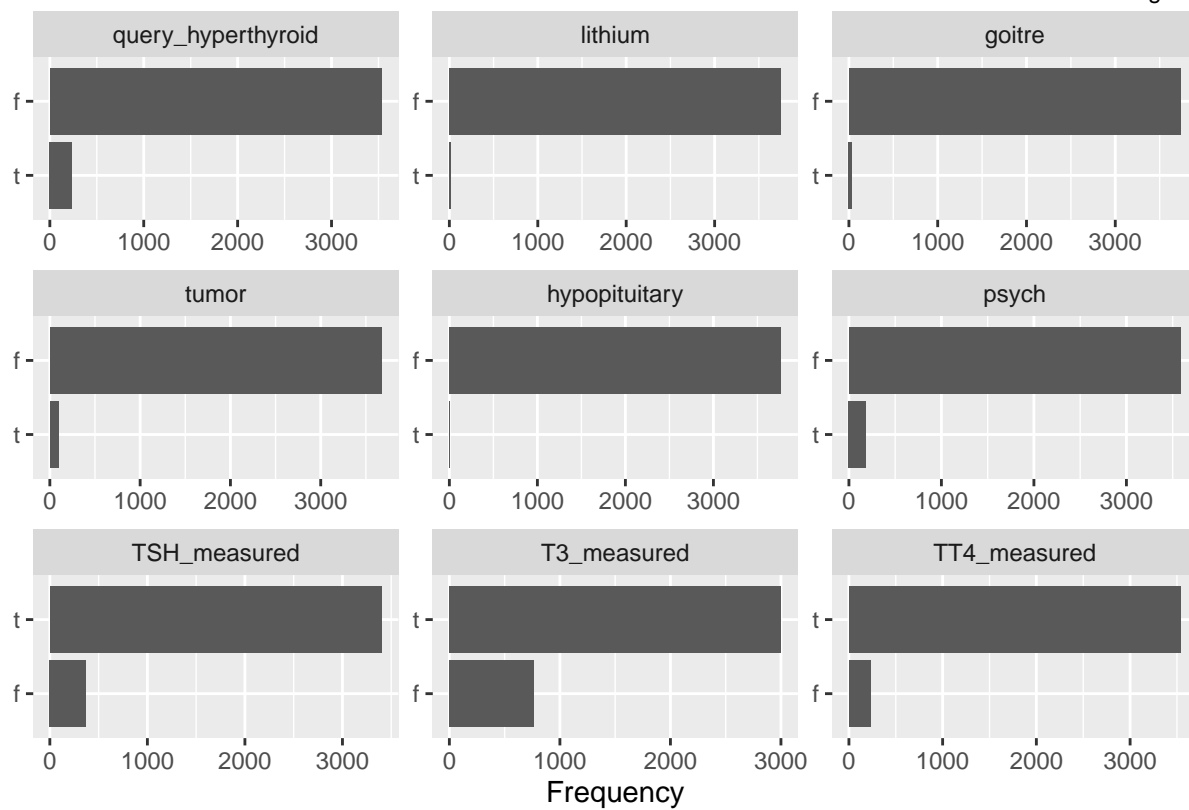 query_hyperthyroid lithium goitre
f f f
t t t
0 1000 2000 3000 0 1000 2000 3000 0 1000 2000 3000
tumor hypopituitary psych
f f f
t t t
0 1000 2000 3000 0 1000 2000 3000 0 1000 2000 3000
TSH_measured T3_measured TT4_measured
t t t
f f f
0 1000 2000 3000 0 1000 2000 3000 0 1000 2000 3000
Frequency